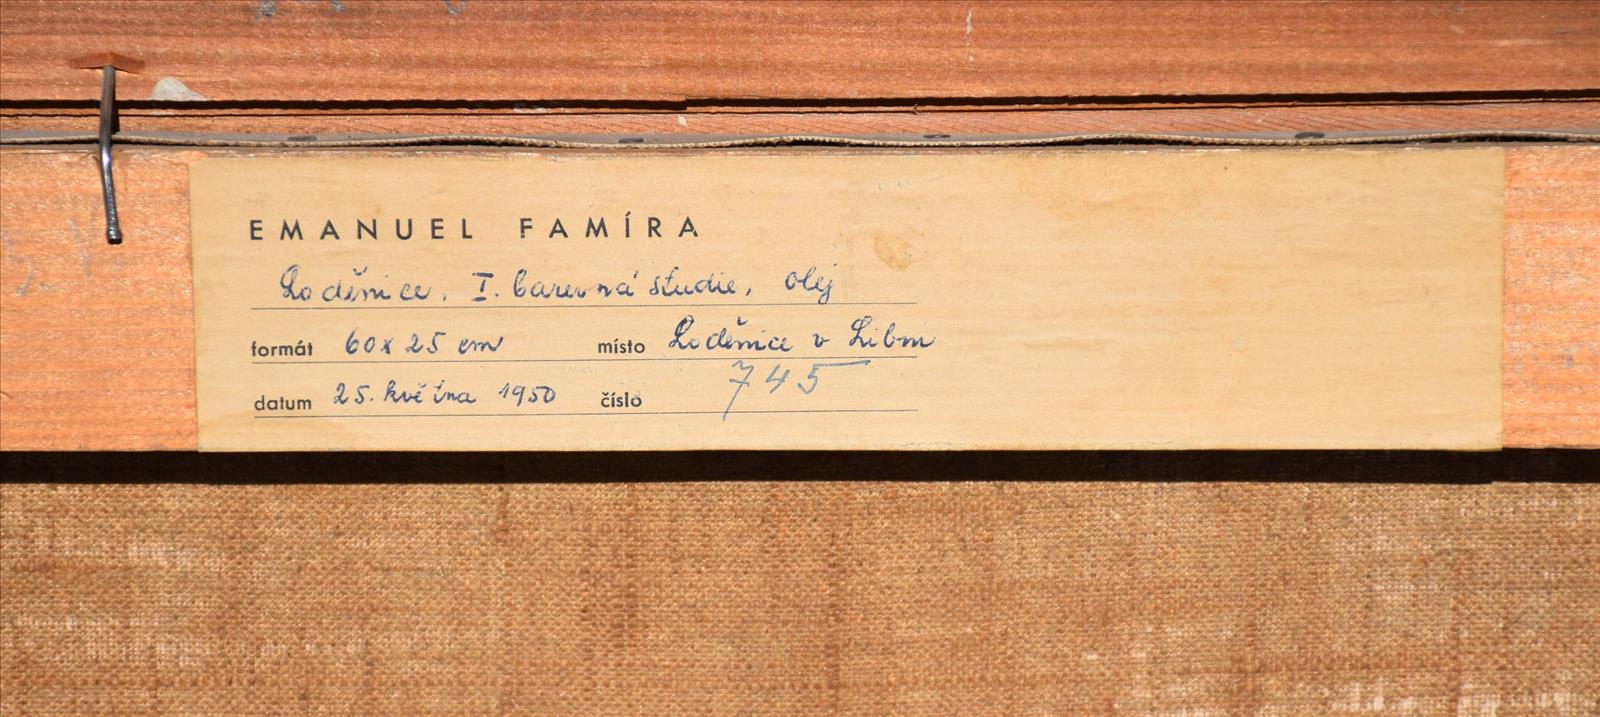 EMANUEL FAMÍRA
Loděnice, I. barevná studie, olej
formát 60x25 cm místo Loděnice v Libni
datum 25. května 1950 číslo 745